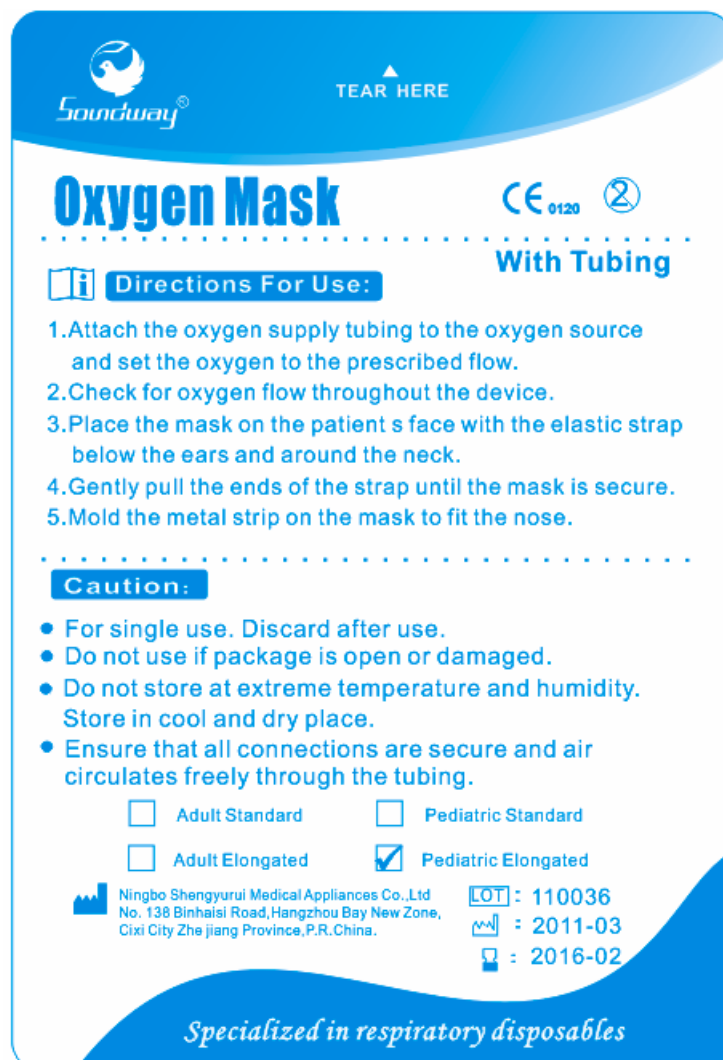 Soundway®
TEAR HERE
Oxygen Mask
CE 0120
2
With Tubing
Directions For Use:
1.Attach the oxygen supply tubing to the oxygen source
and set the oxygen to the prescribed flow.
2.Check for oxygen flow throughout the device.
3.Place the mask on the patient s face with the elastic strap
below the ears and around the neck.
4.Gently pull the ends of the strap until the mask is secure.
5.Mold the metal strip on the mask to fit the nose.
Caution:
For single use. Discard after use.
Do not use if package is open or damaged.
Do not store at extreme temperature and humidity.
Store in cool and dry place.
Ensure that all connections are secure and air
circulates freely through the tubing.
Adult Standard
Pediatric Standard
Adult Elongated
Pediatric Elongated
Ningbo Shengyurui Medical Appliances Co.,Ltd
No. 138 Binhaisi Road,Hangzhou Bay New Zone,
Cixi City Zhe jiang Province,P.R.China.
LOT : 110036
: 2011-03
: 2016-02
Specialized in respiratory disposables